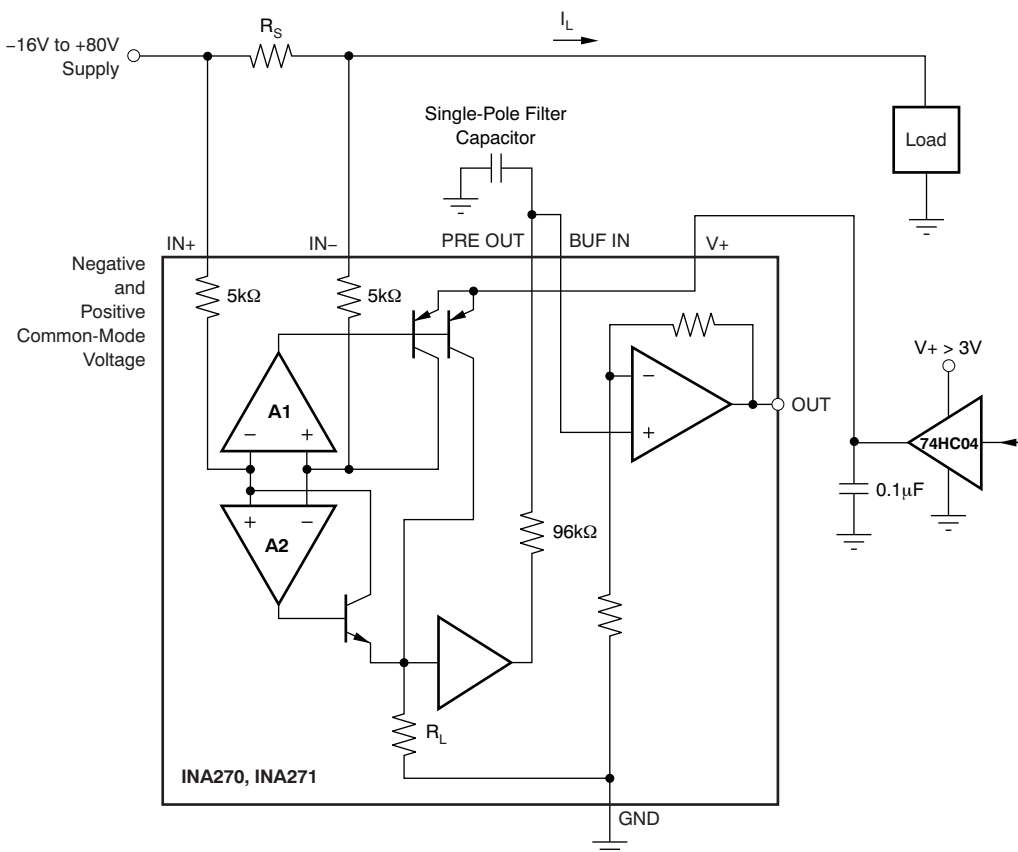 R_S
I_L
−16V to +80V
Supply
Single-Pole Filter
Capacitor
Load
IN+
IN−
PRE OUT
BUF IN
V+
Negative
and
Positive
Common-Mode
Voltage
5kΩ
5kΩ
V+ > 3V
A1
−
+
−
+
OUT
74HC04
0.1µF
+
−
A2
96kΩ
R_L
INA270, INA271
GND